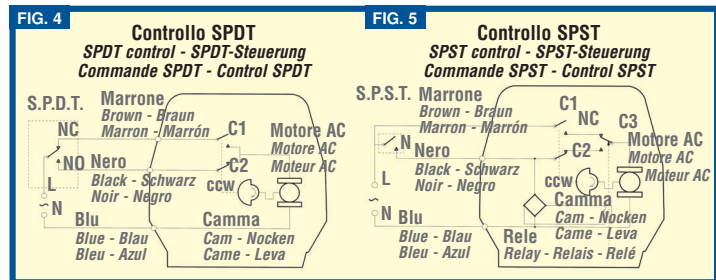 FIG. 4
Controllo SPDT
SPDT control - SPDT-Steuerung
Commande SPDT - Control SPDT
S.P.D.T.
Marrone
Brown - Braun
Marron - Marrón
NC
C1
Motore AC
Motore AC
Moteur AC
NO
Nero
C2
Black - Schwarz
Noir - Negro
ccw
L
~
N
Blu
Blue - Blau
Bleu - Azul
Camma
Cam - Nocken
Came - Leva
FIG. 5
Controllo SPST
SPST control - SPST-Steuerung
Commande SPST - Control SPST
S.P.S.T.
Marrone
Brown - Braun
Marron - Marrón
C1
NC
C3
Motore AC
Motore AC
Moteur AC
N
Nero
C2
Black - Schwarz
Noir - Negro
ccw
L
~
N
Blu
Blue - Blau
Bleu - Azul
Camma
Cam - Nocken
Came - Leva
Rele
Relay - Relais - Relé